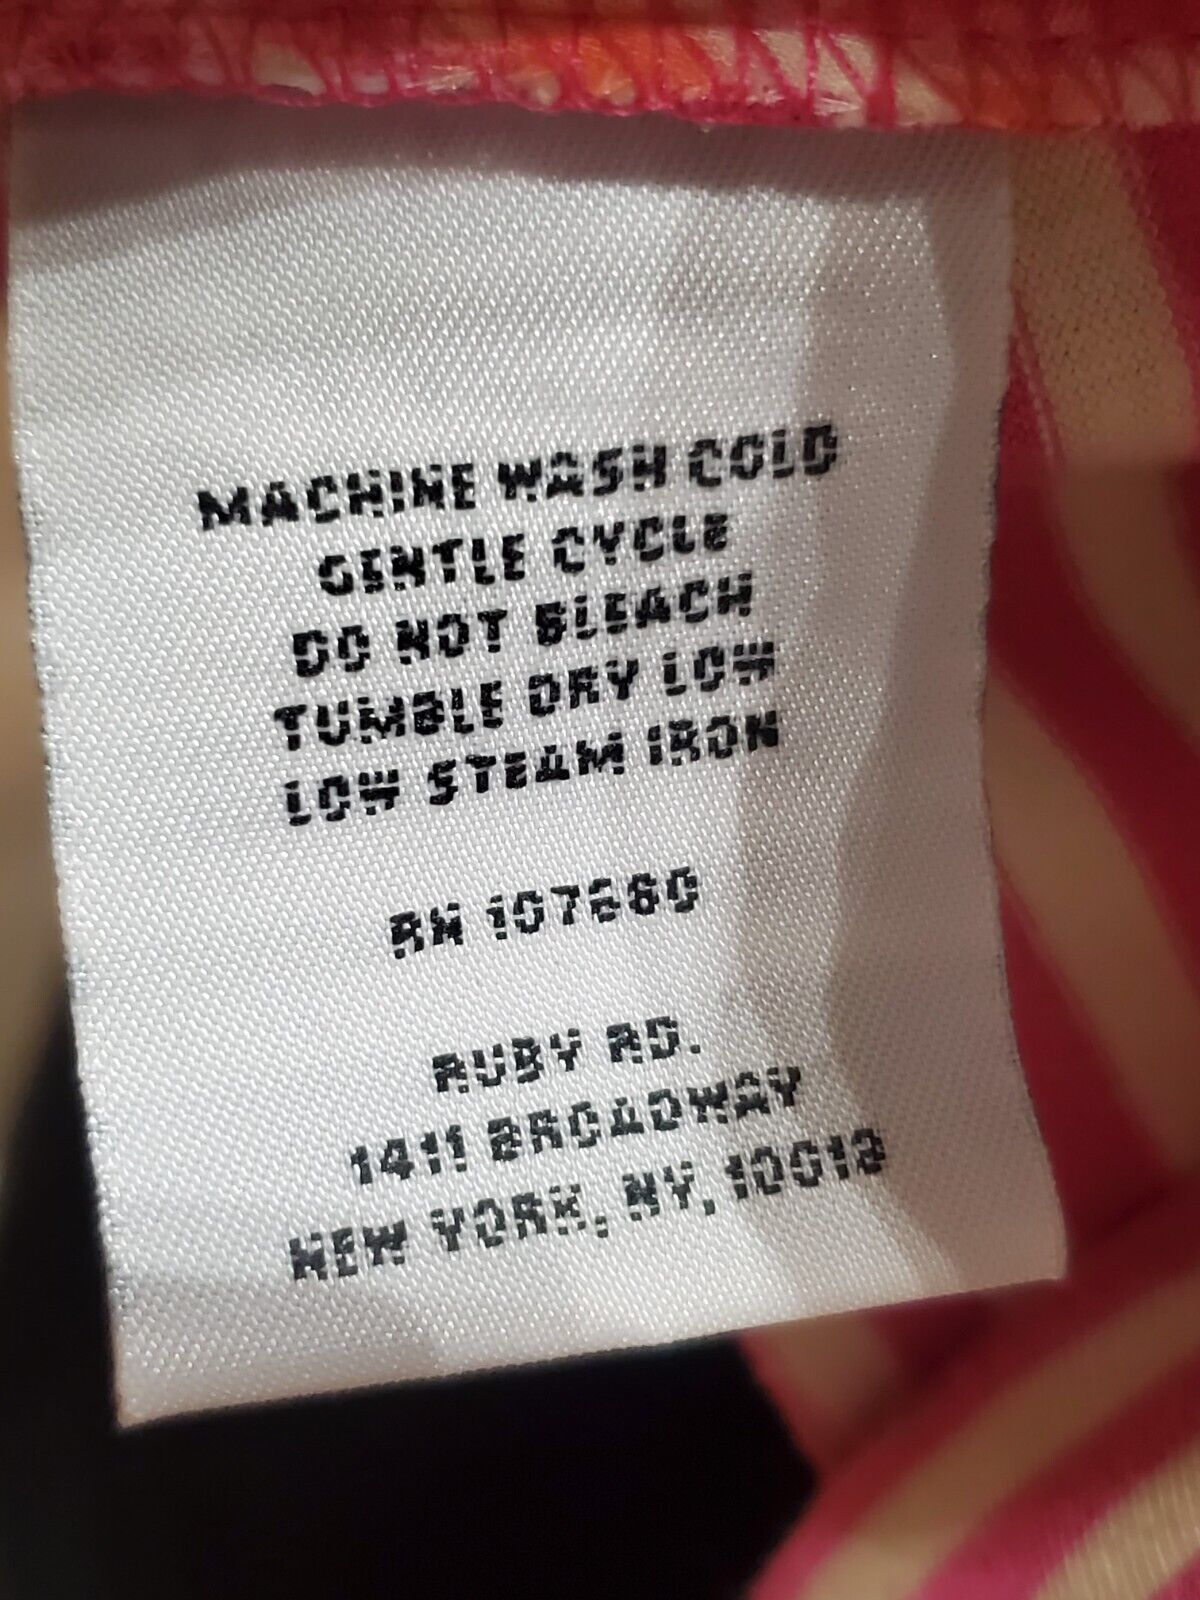 MACHINE WASH COLD
GENTLE CYCLE
DO NOT BLEACH
TUMBLE DRY LOW
LOW STEAM IRON
RN 107660
RUBY RD.
1411 BROADWAY
NEW YORK, NY, 10018